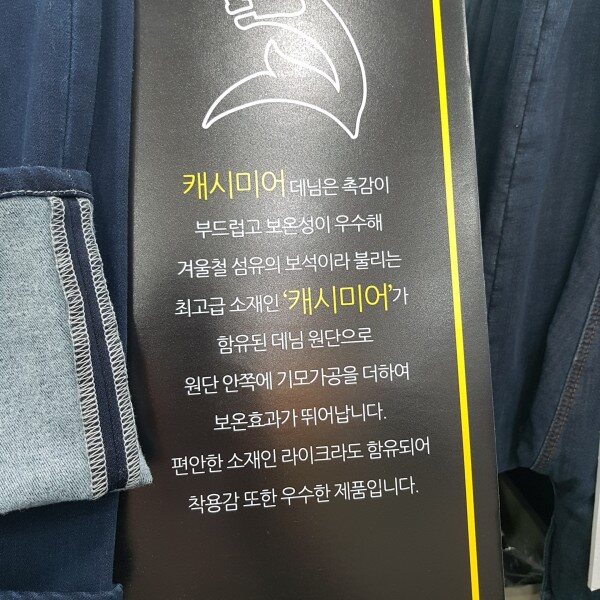 캐시미어 데님은 촉감이
부드럽고 보온성이 우수해
겨울철 섬유의 보석이라 불리는
최고급 소재인 ‘캐시미어’가
함유된 데님 원단으로
원단 안쪽에 기모가공을 더하여
보온효과가 뛰어납니다.
편안한 소재인 라이크라도 함유되어
착용감 또한 우수한 제품입니다.